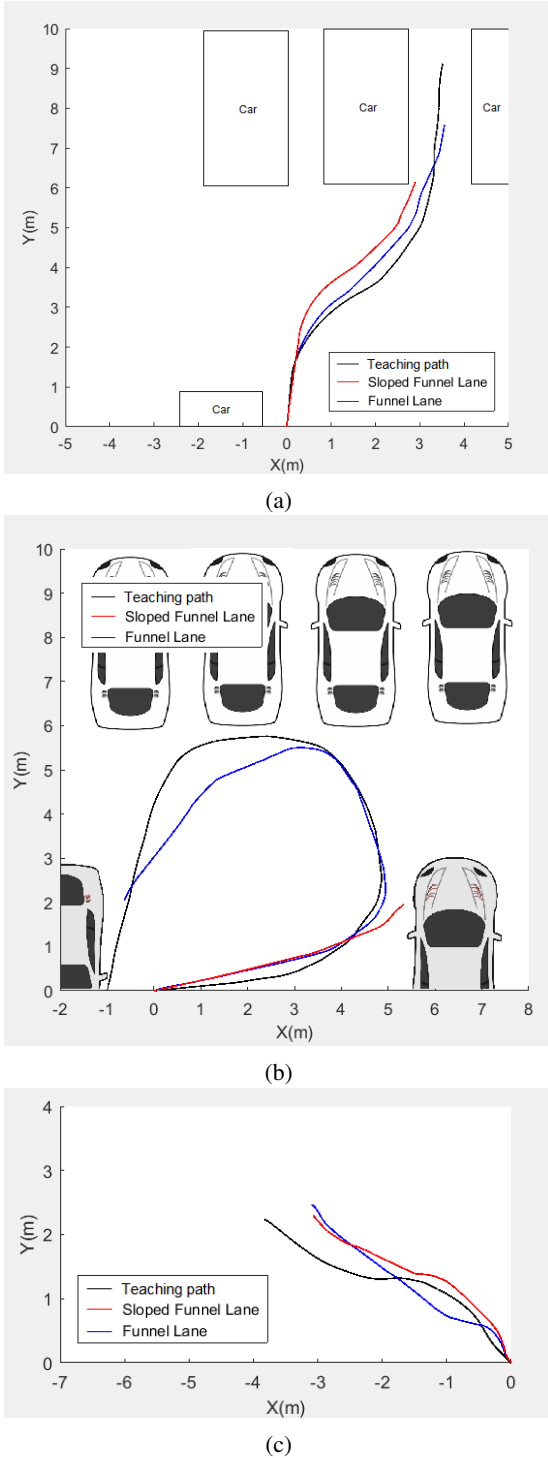 10
9
8
7
6
5
4
3
2
1
0
Y(m)
Car
Car
Car
Car
Teaching path
Sloped Funnel Lane
Funnel Lane
-5 -4 -3 -2 -1 0 1 2 3 4 5
X(m)
(a)
10
9
8
7
6
5
4
3
2
1
0
Y(m)
Teaching path
Sloped Funnel Lane
Funnel Lane
-2 -1 0 1 2 3 4 5 6 7 8
X(m)
(b)
4
3
2
1
0
Y(m)
Teaching path
Sloped Funnel Lane
Funnel Lane
-7 -6 -5 -4 -3 -2 -1 0
X(m)
(c)